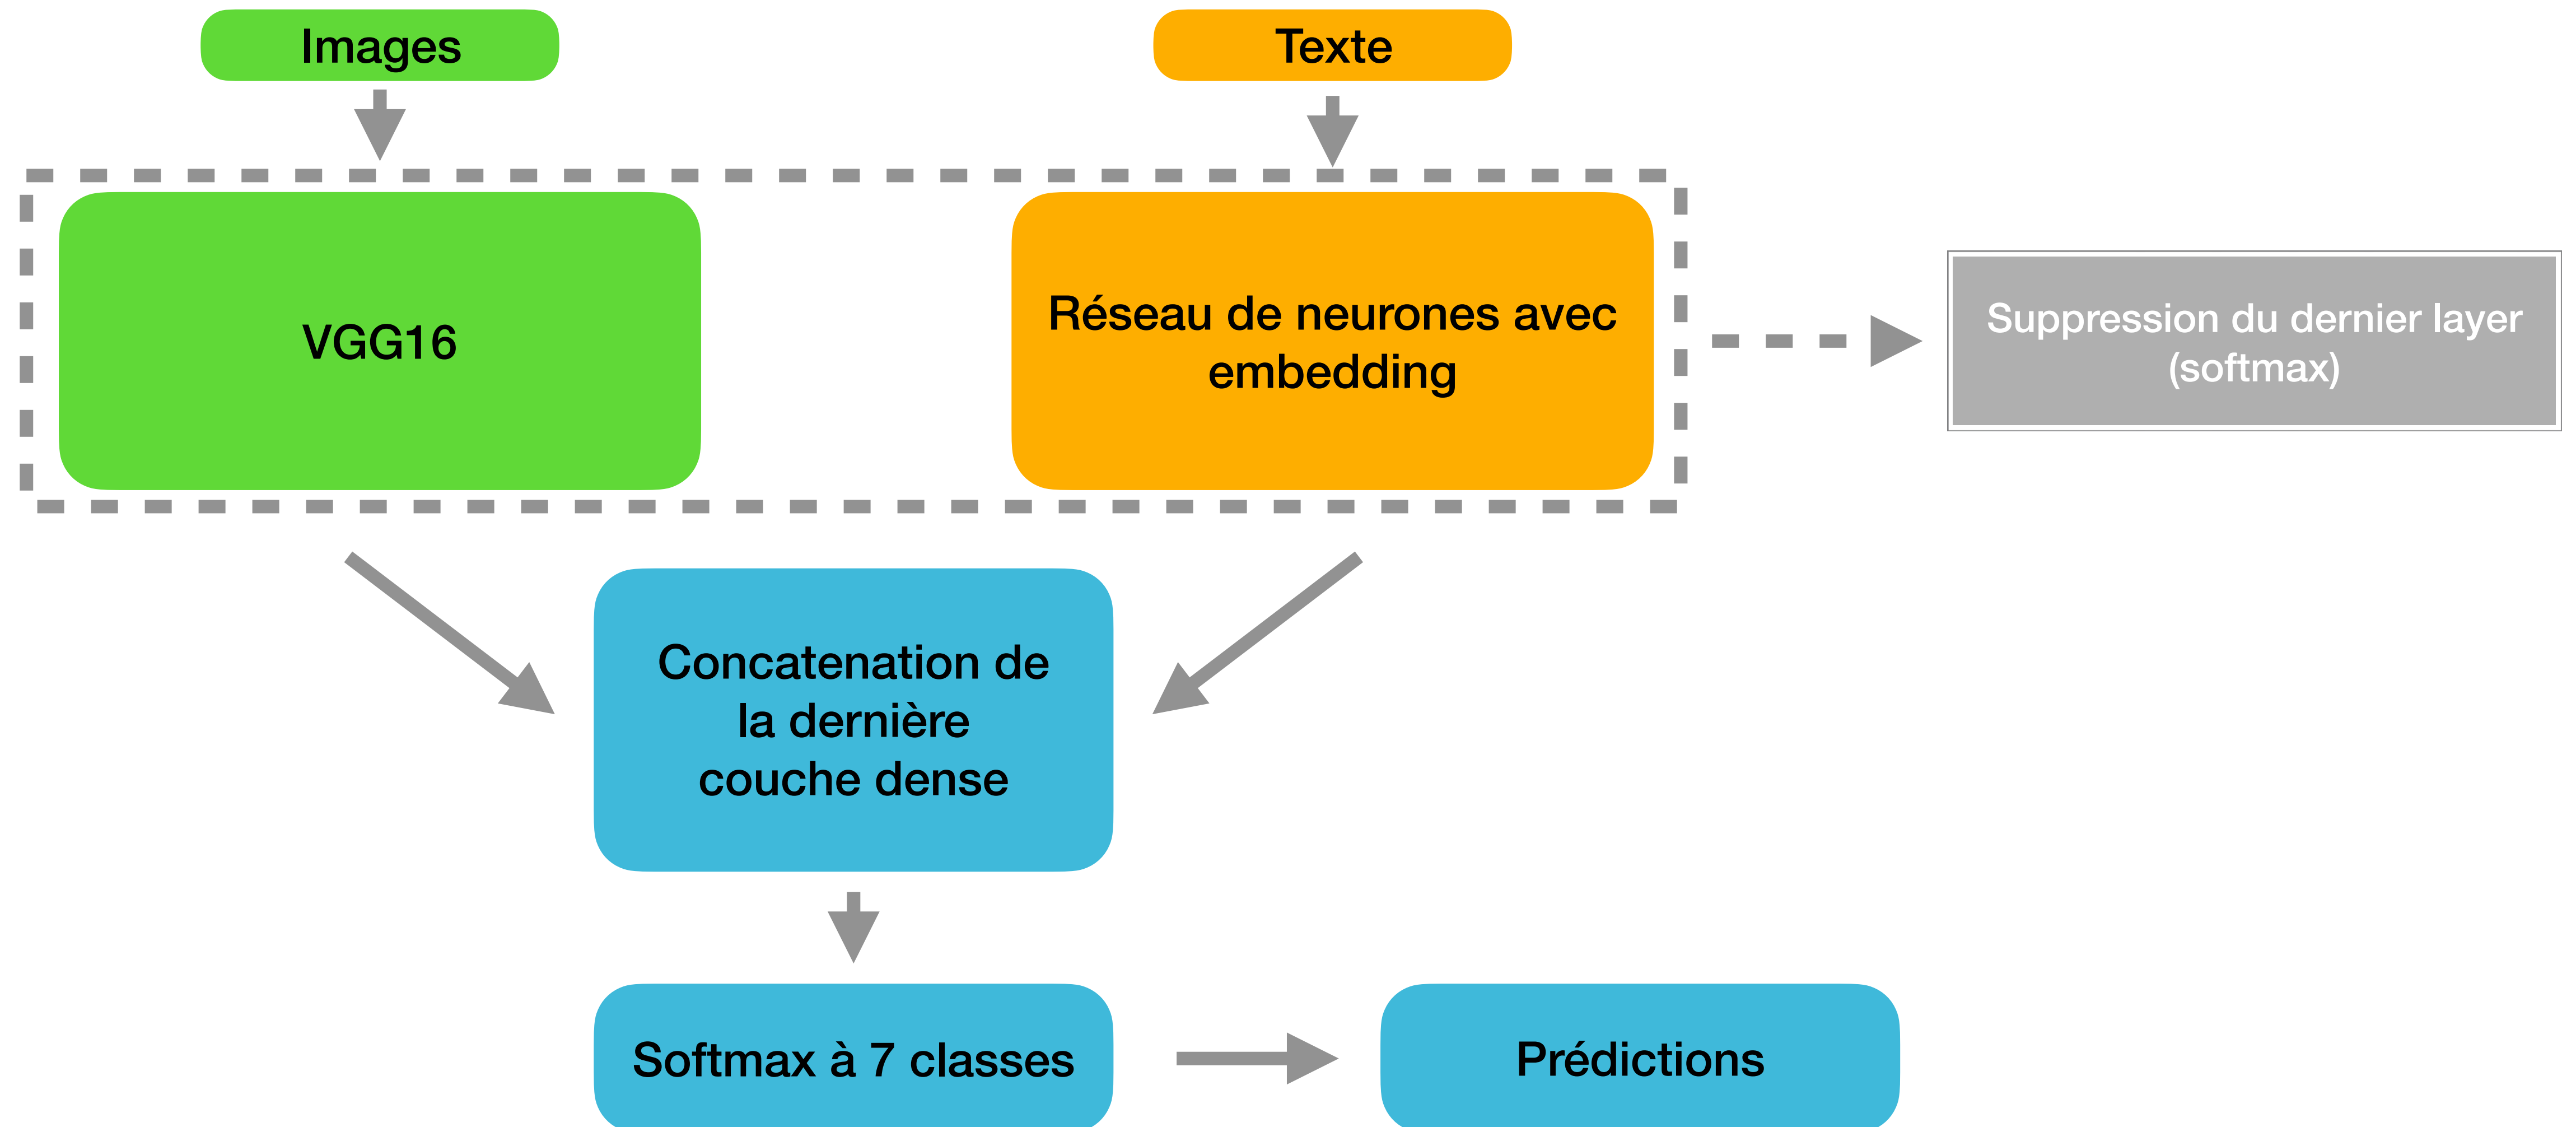 Images
Texte
VGG16
Réseau de neurones avec
embedding
Suppression du dernier layer
(softmax)
Concatenation de
la dernière
couche dense
Softmax à 7 classes
Prédictions